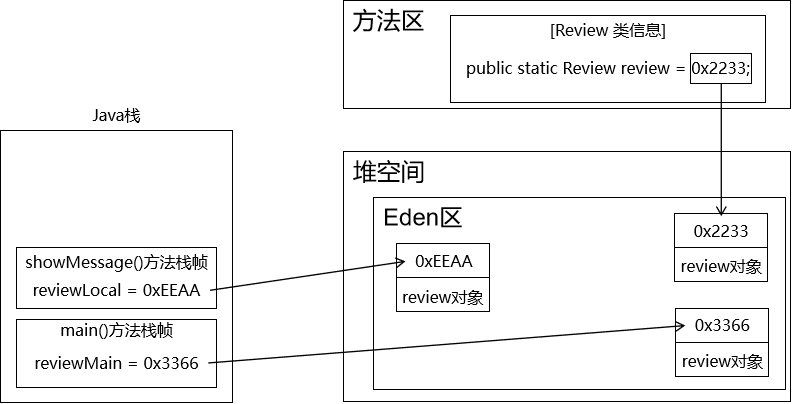 方法区
[Review 类信息]
public static Review review = 0x2233;
Java栈
堆空间
Eden区
0x2233
review对象
showMessage()方法栈帧
reviewLocal = 0xEEAA
0xEEAA
review对象
main()方法栈帧
reviewMain = 0x3366
0x3366
review对象